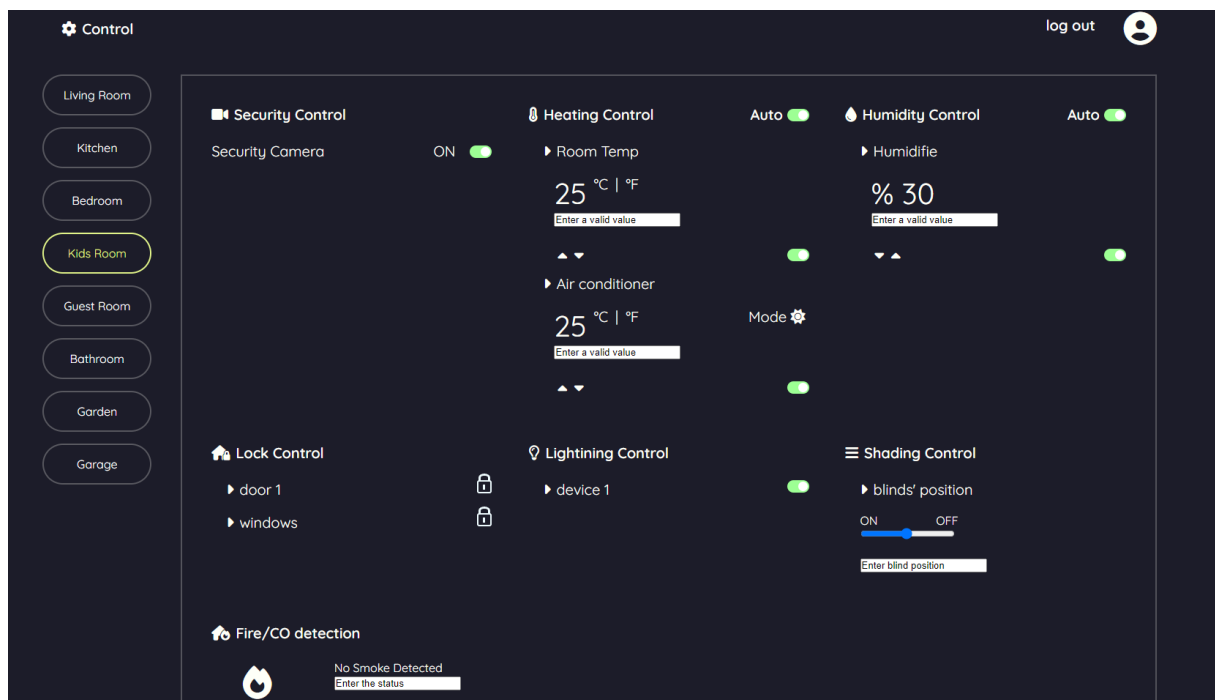 Control
log out
Living Room
Kitchen
Bedroom
Kids Room
Guest Room
Bathroom
Garden
Garage
Security Control
Security Camera ON
Heating Control Auto
Room Temp
25 °C | °F
Enter a valid value
Air conditioner
25 °C | °F Mode
Enter a valid value
Humidity Control Auto
Humidifie
% 30
Enter a valid value
Lock Control
door 1
windows
Lightining Control
device 1
Shading Control
blinds' position
ON OFF
Enter blind position
Fire/CO detection
No Smoke Detected
Enter the status